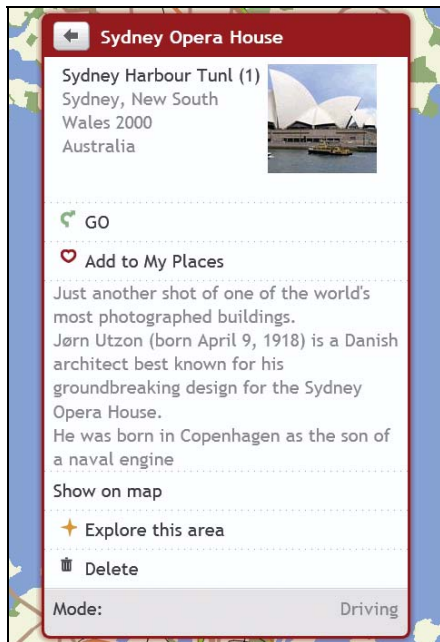 Sydney Opera House
Sydney Harbour Tunl (1)
Sydney, New South
Wales 2000
Australia
GO
Add to My Places
Just another shot of one of the world's
most photographed buildings.
Jørn Utzon (born April 9, 1918) is a Danish
architect best known for his
groundbreaking design for the Sydney
Opera House.
He was born in Copenhagen as the son of
a naval engine
Show on map
Explore this area
Delete
Mode: Driving